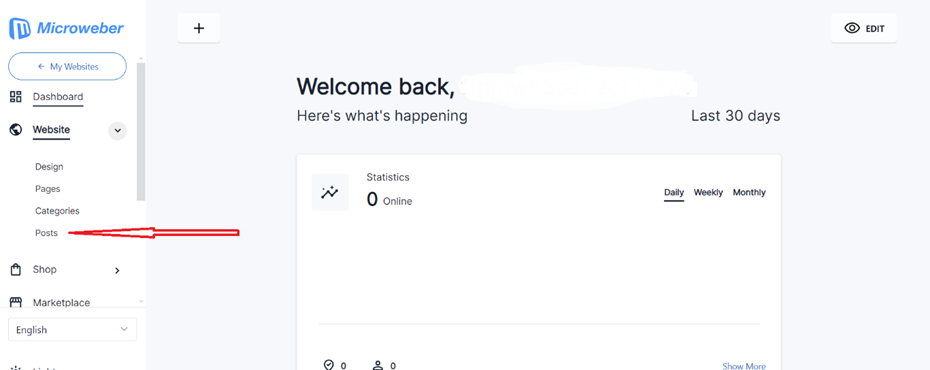 Microweber
My Websites
Dashboard
Website
Design
Pages
Categories
Posts
Shop
Marketplace
English
EDIT
Welcome back,
Here's what's happening
Last 30 days
Statistics
0 Online
Daily Weekly Monthly
0 0
Show More